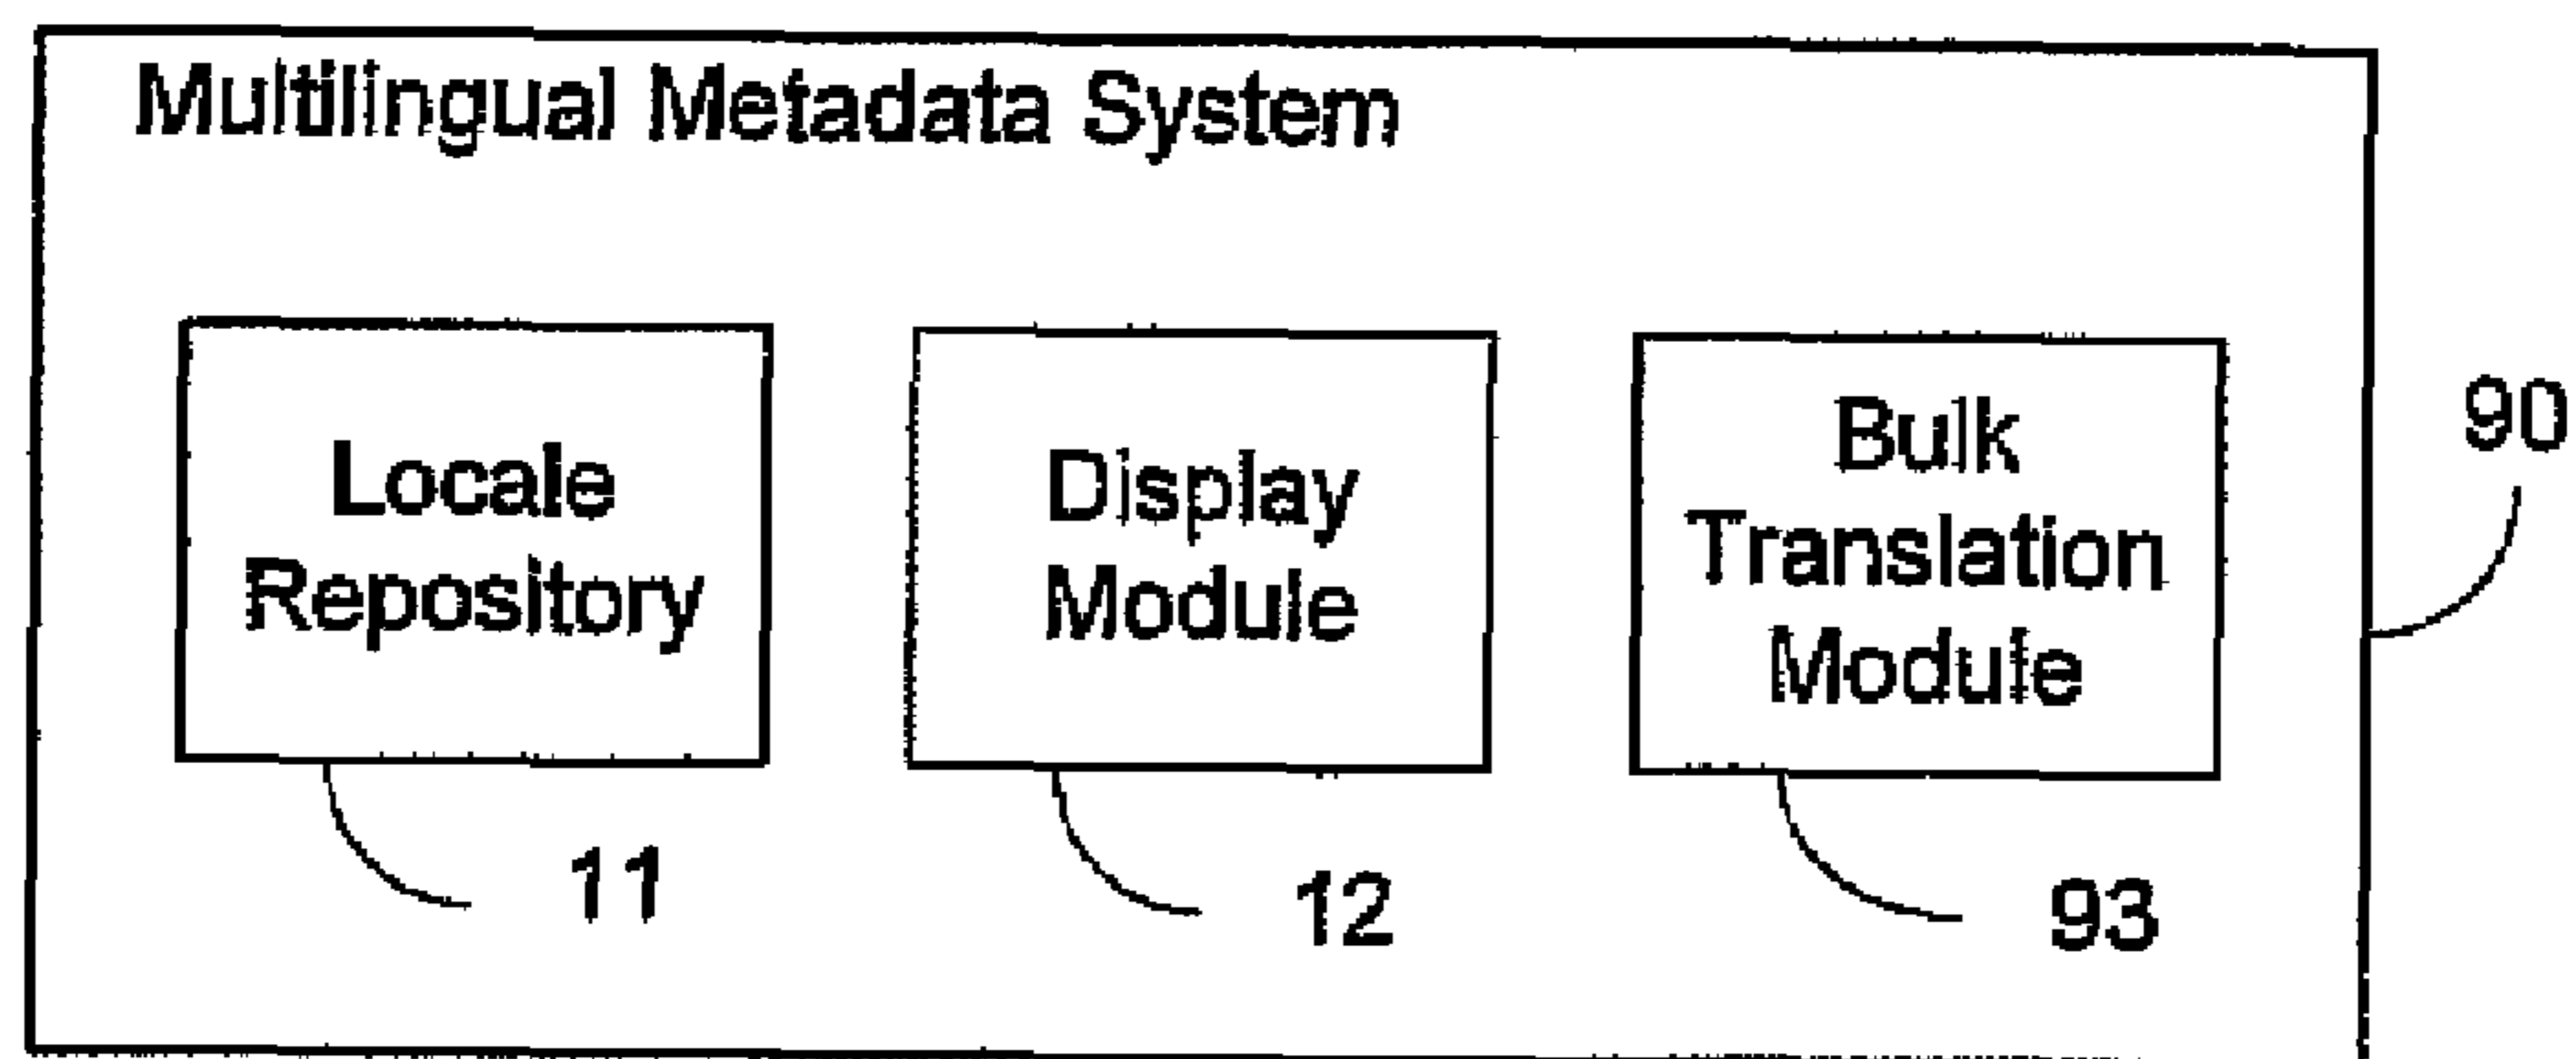 Multilingual Metadata System
Locale
Repository
Display
Module
Bulk
Translation
Module
90
11
12
93